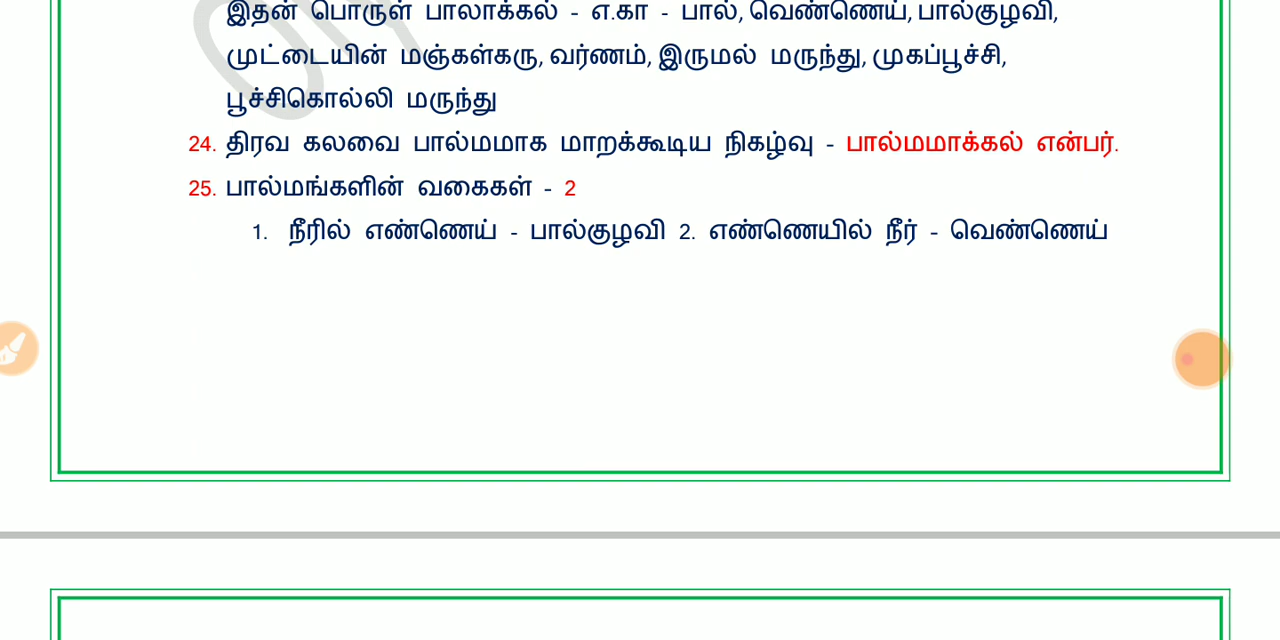 இதன் பொருள் பாலாக்கல் - எ.கா - பால், வெண்ணெய், பால்குழவி,
முட்டையின் மஞ்கள்கரு, வர்ணம், இருமல் மருந்து, முகப்பூச்சி,
பூச்சிகொல்லி மருந்து
24. திரவ கலவை பால்மமாக மாறக்கூடிய நிகழ்வு - பால்மமாக்கல் என்பர்.
25. பால்மங்களின் வகைகள் - 2
1. நீரில் எண்ணெய் - பால்குழவி 2. எண்ணெயில் நீர் - வெண்ணெய்